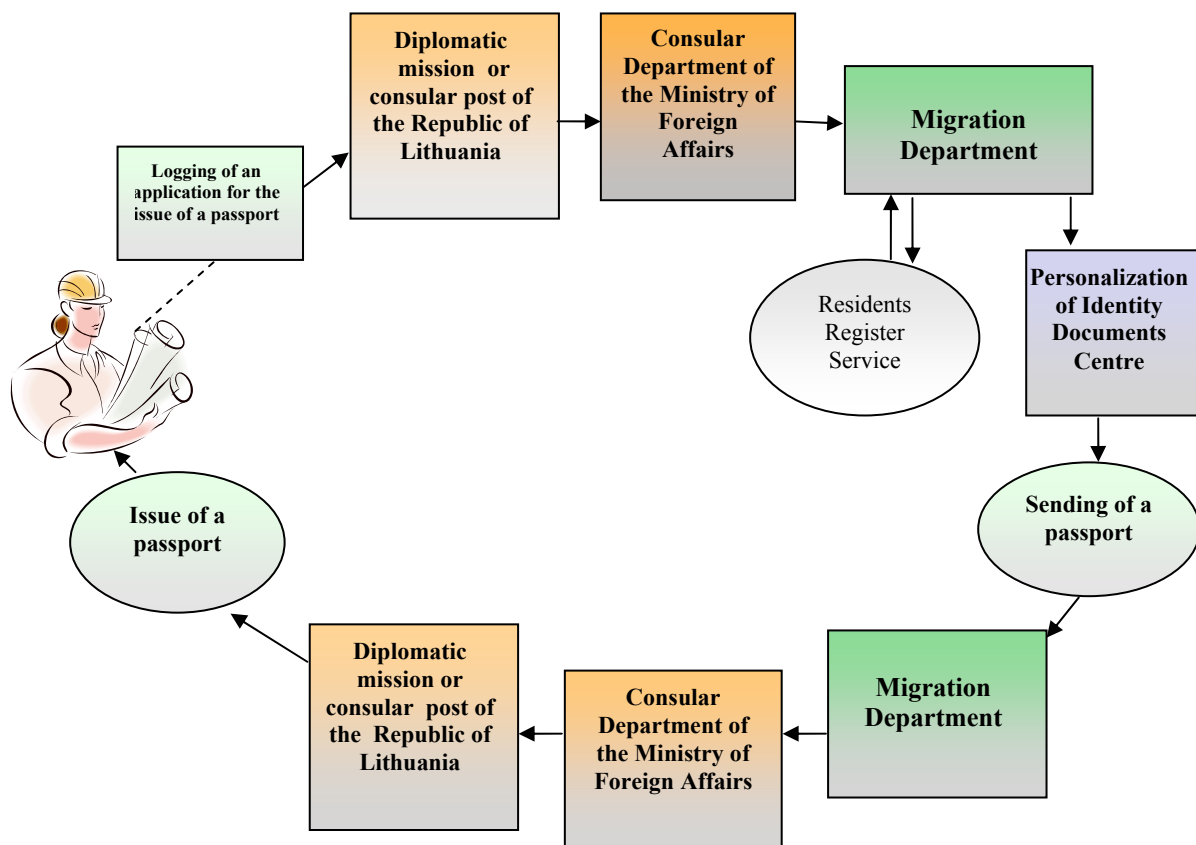 Diplomatic
mission or
consular post of
the Republic of
Lithuania
Consular
Department of
the Ministry of
Foreign
Affairs
Migration
Department
Logging of an
application for the
issue of a passport
Residents
Register
Service
Personalization
of Identity
Documents
Centre
Sending of a
passport
Issue of a
passport
Diplomatic
mission or
consular post of
the Republic of
Lithuania
Consular
Department of
the Ministry of
Foreign Affairs
Migration
Department